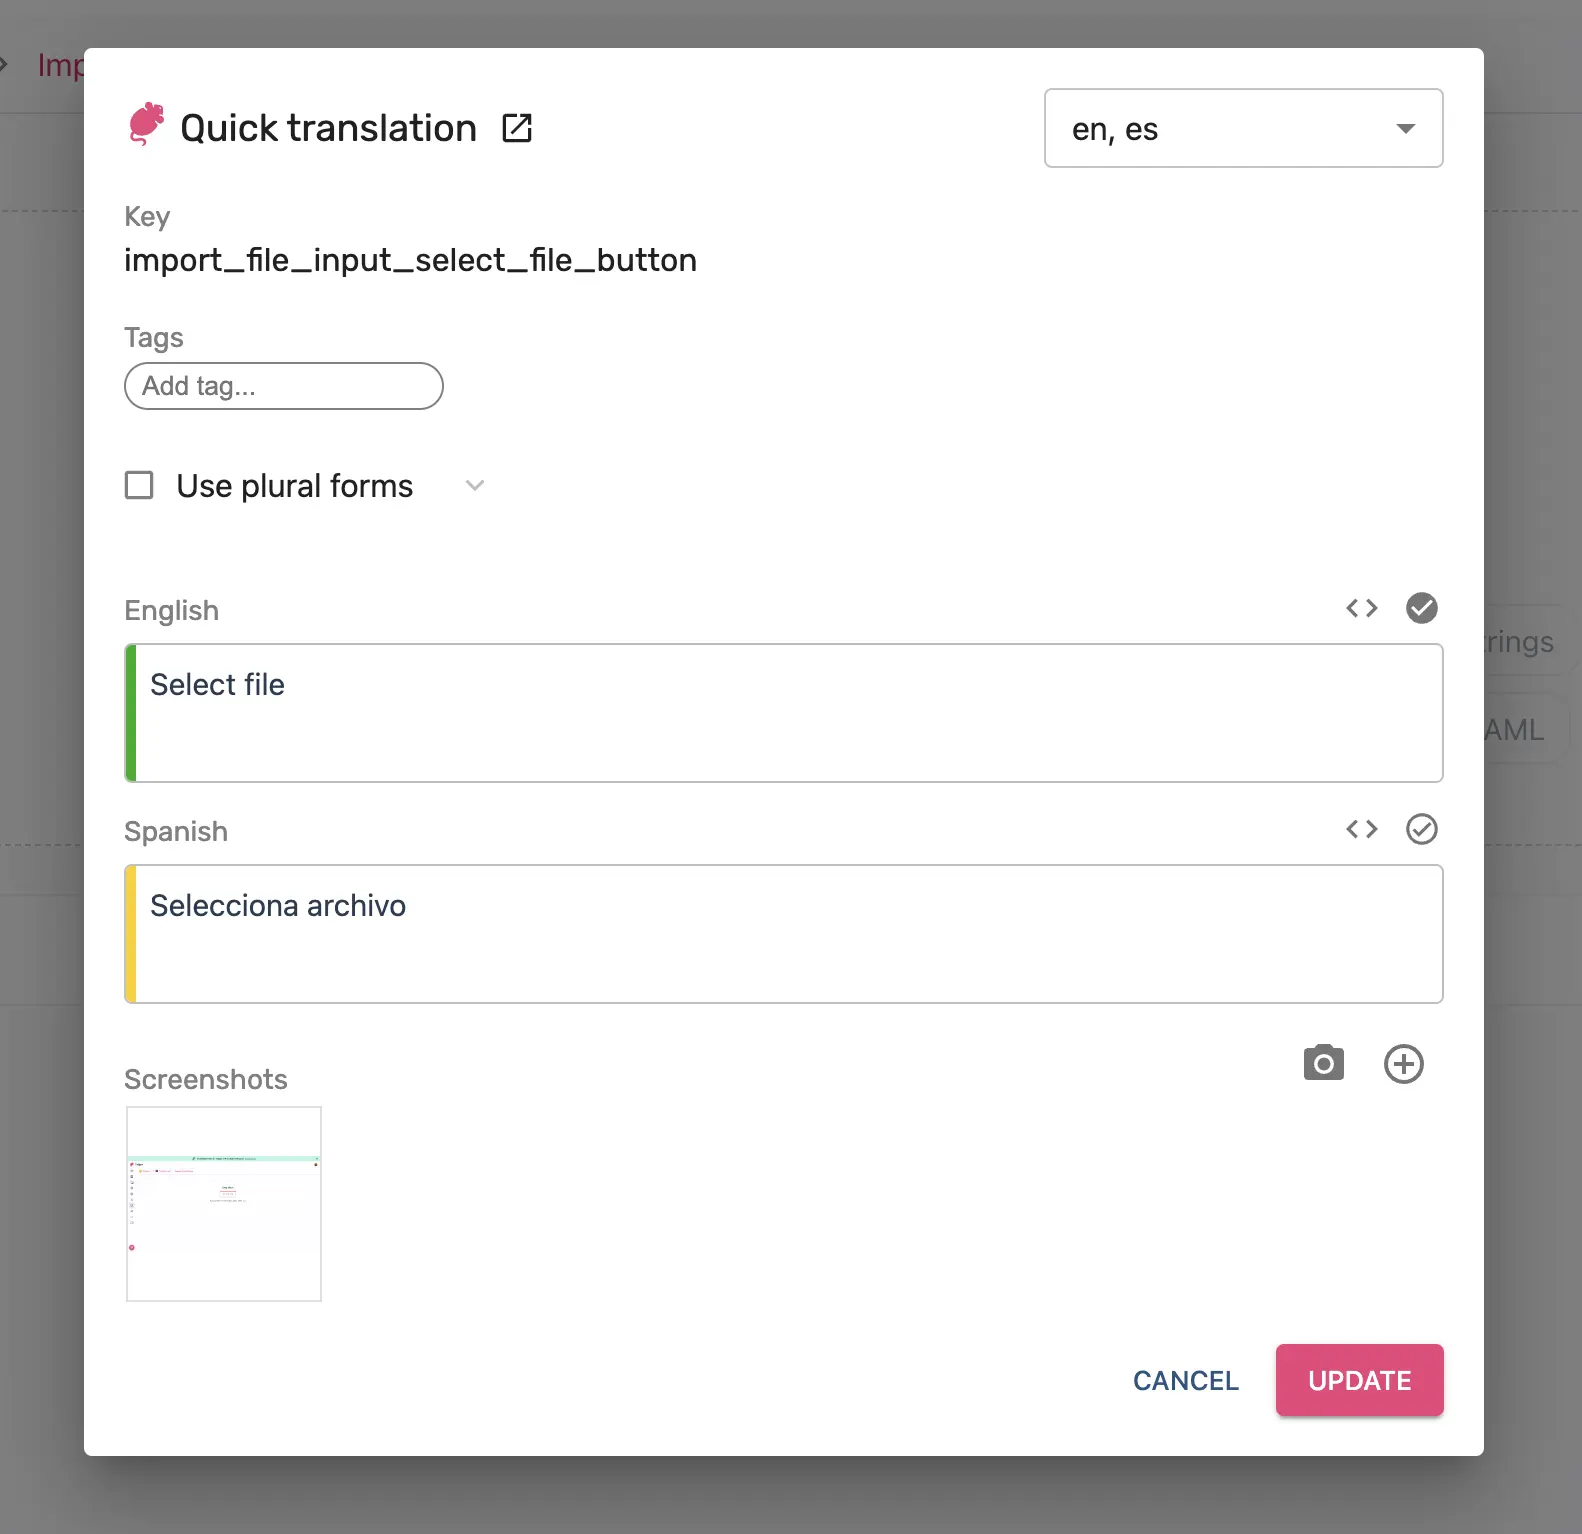 Imp
Quick translation
en, es
Key
import_file_input_select_file_button
Tags
Add tag...
Use plural forms
English
Select file
Spanish
Selecciona archivo
Screenshots
CANCEL
UPDATE
rings
AML